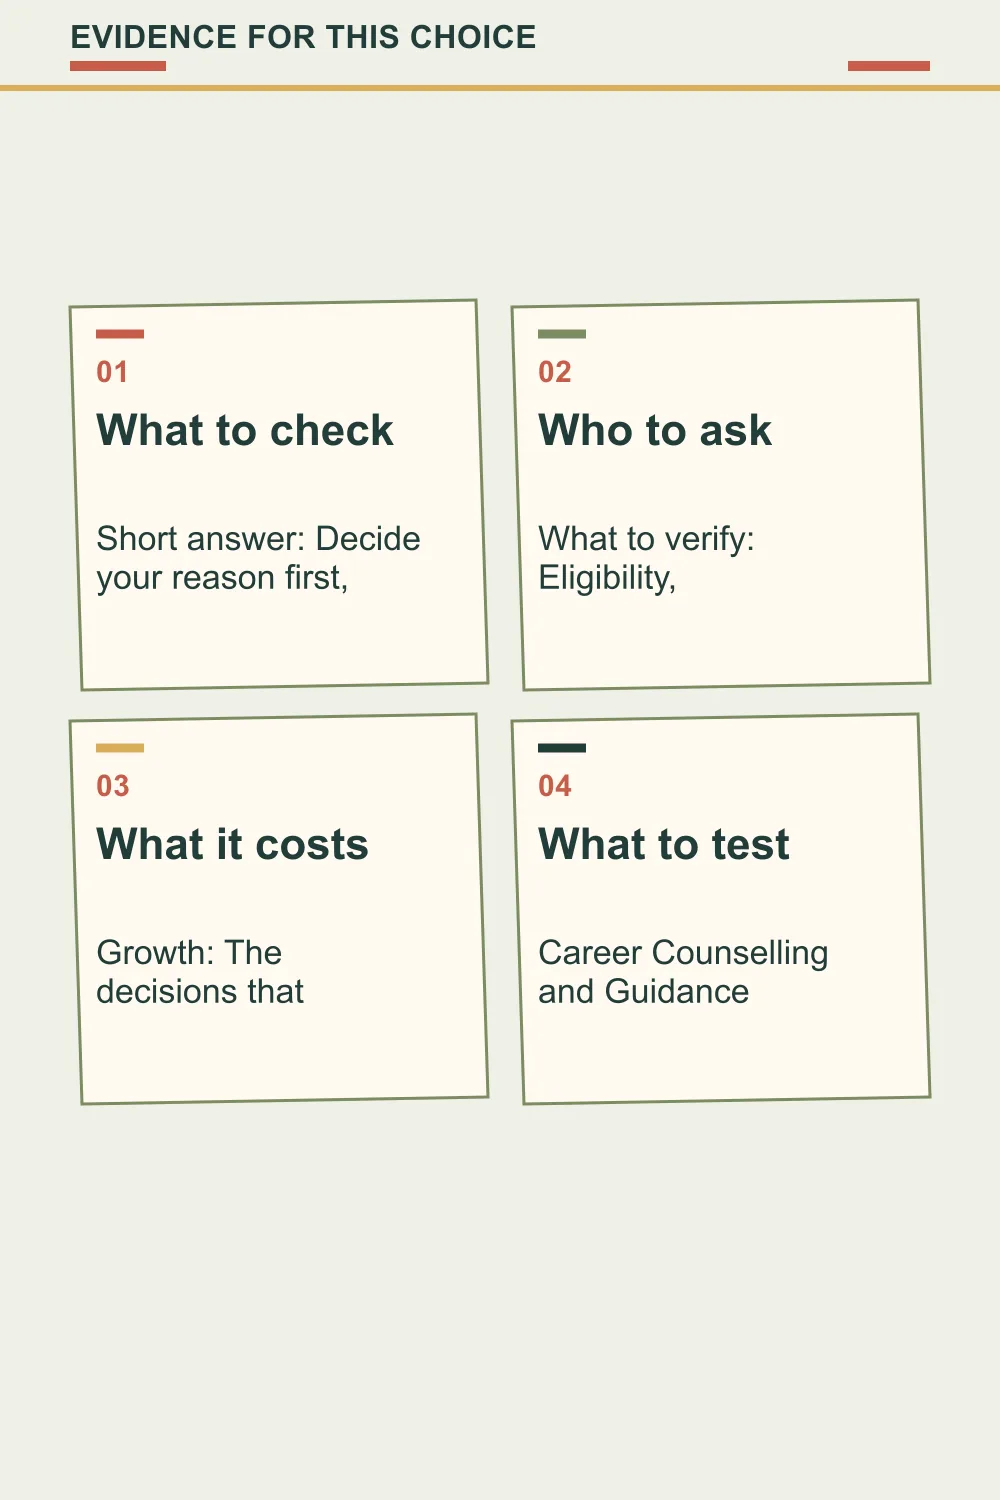 EVIDENCE FOR THIS CHOICE
01
What to check
Short answer: Decide
your reason first,
02
Who to ask
What to verify:
Eligibility,
03
What it costs
Growth: The
decisions that
04
What to test
Career Counselling
and Guidance